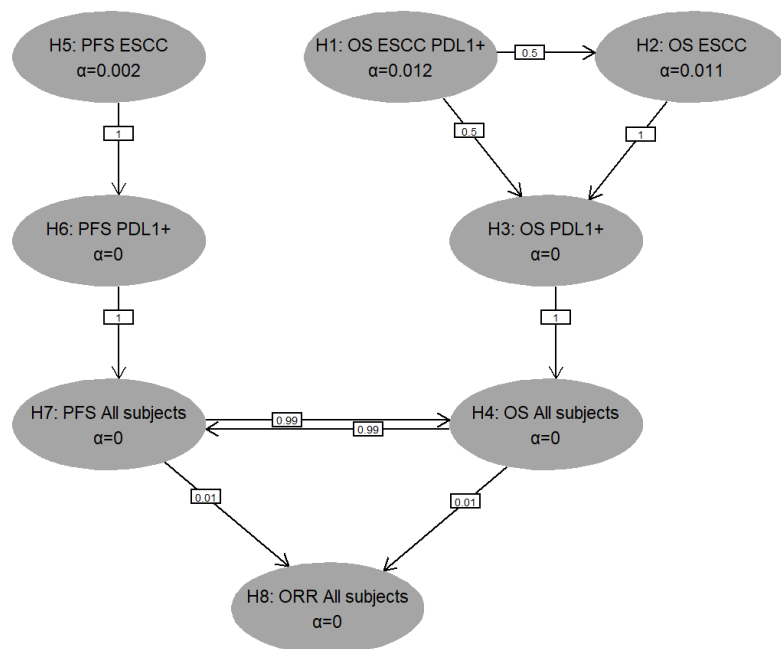 H5: PFS ESCC
α=0.002
H1: OS ESCC PDL1+
α=0.012
0.5
H2: OS ESCC
α=0.011
1
0.5
1
H6: PFS PDL1+
α=0
H3: OS PDL1+
α=0
1
1
H7: PFS All subjects
α=0
0.99
0.99
H4: OS All subjects
α=0
0.01
0.01
H8: ORR All subjects
α=0